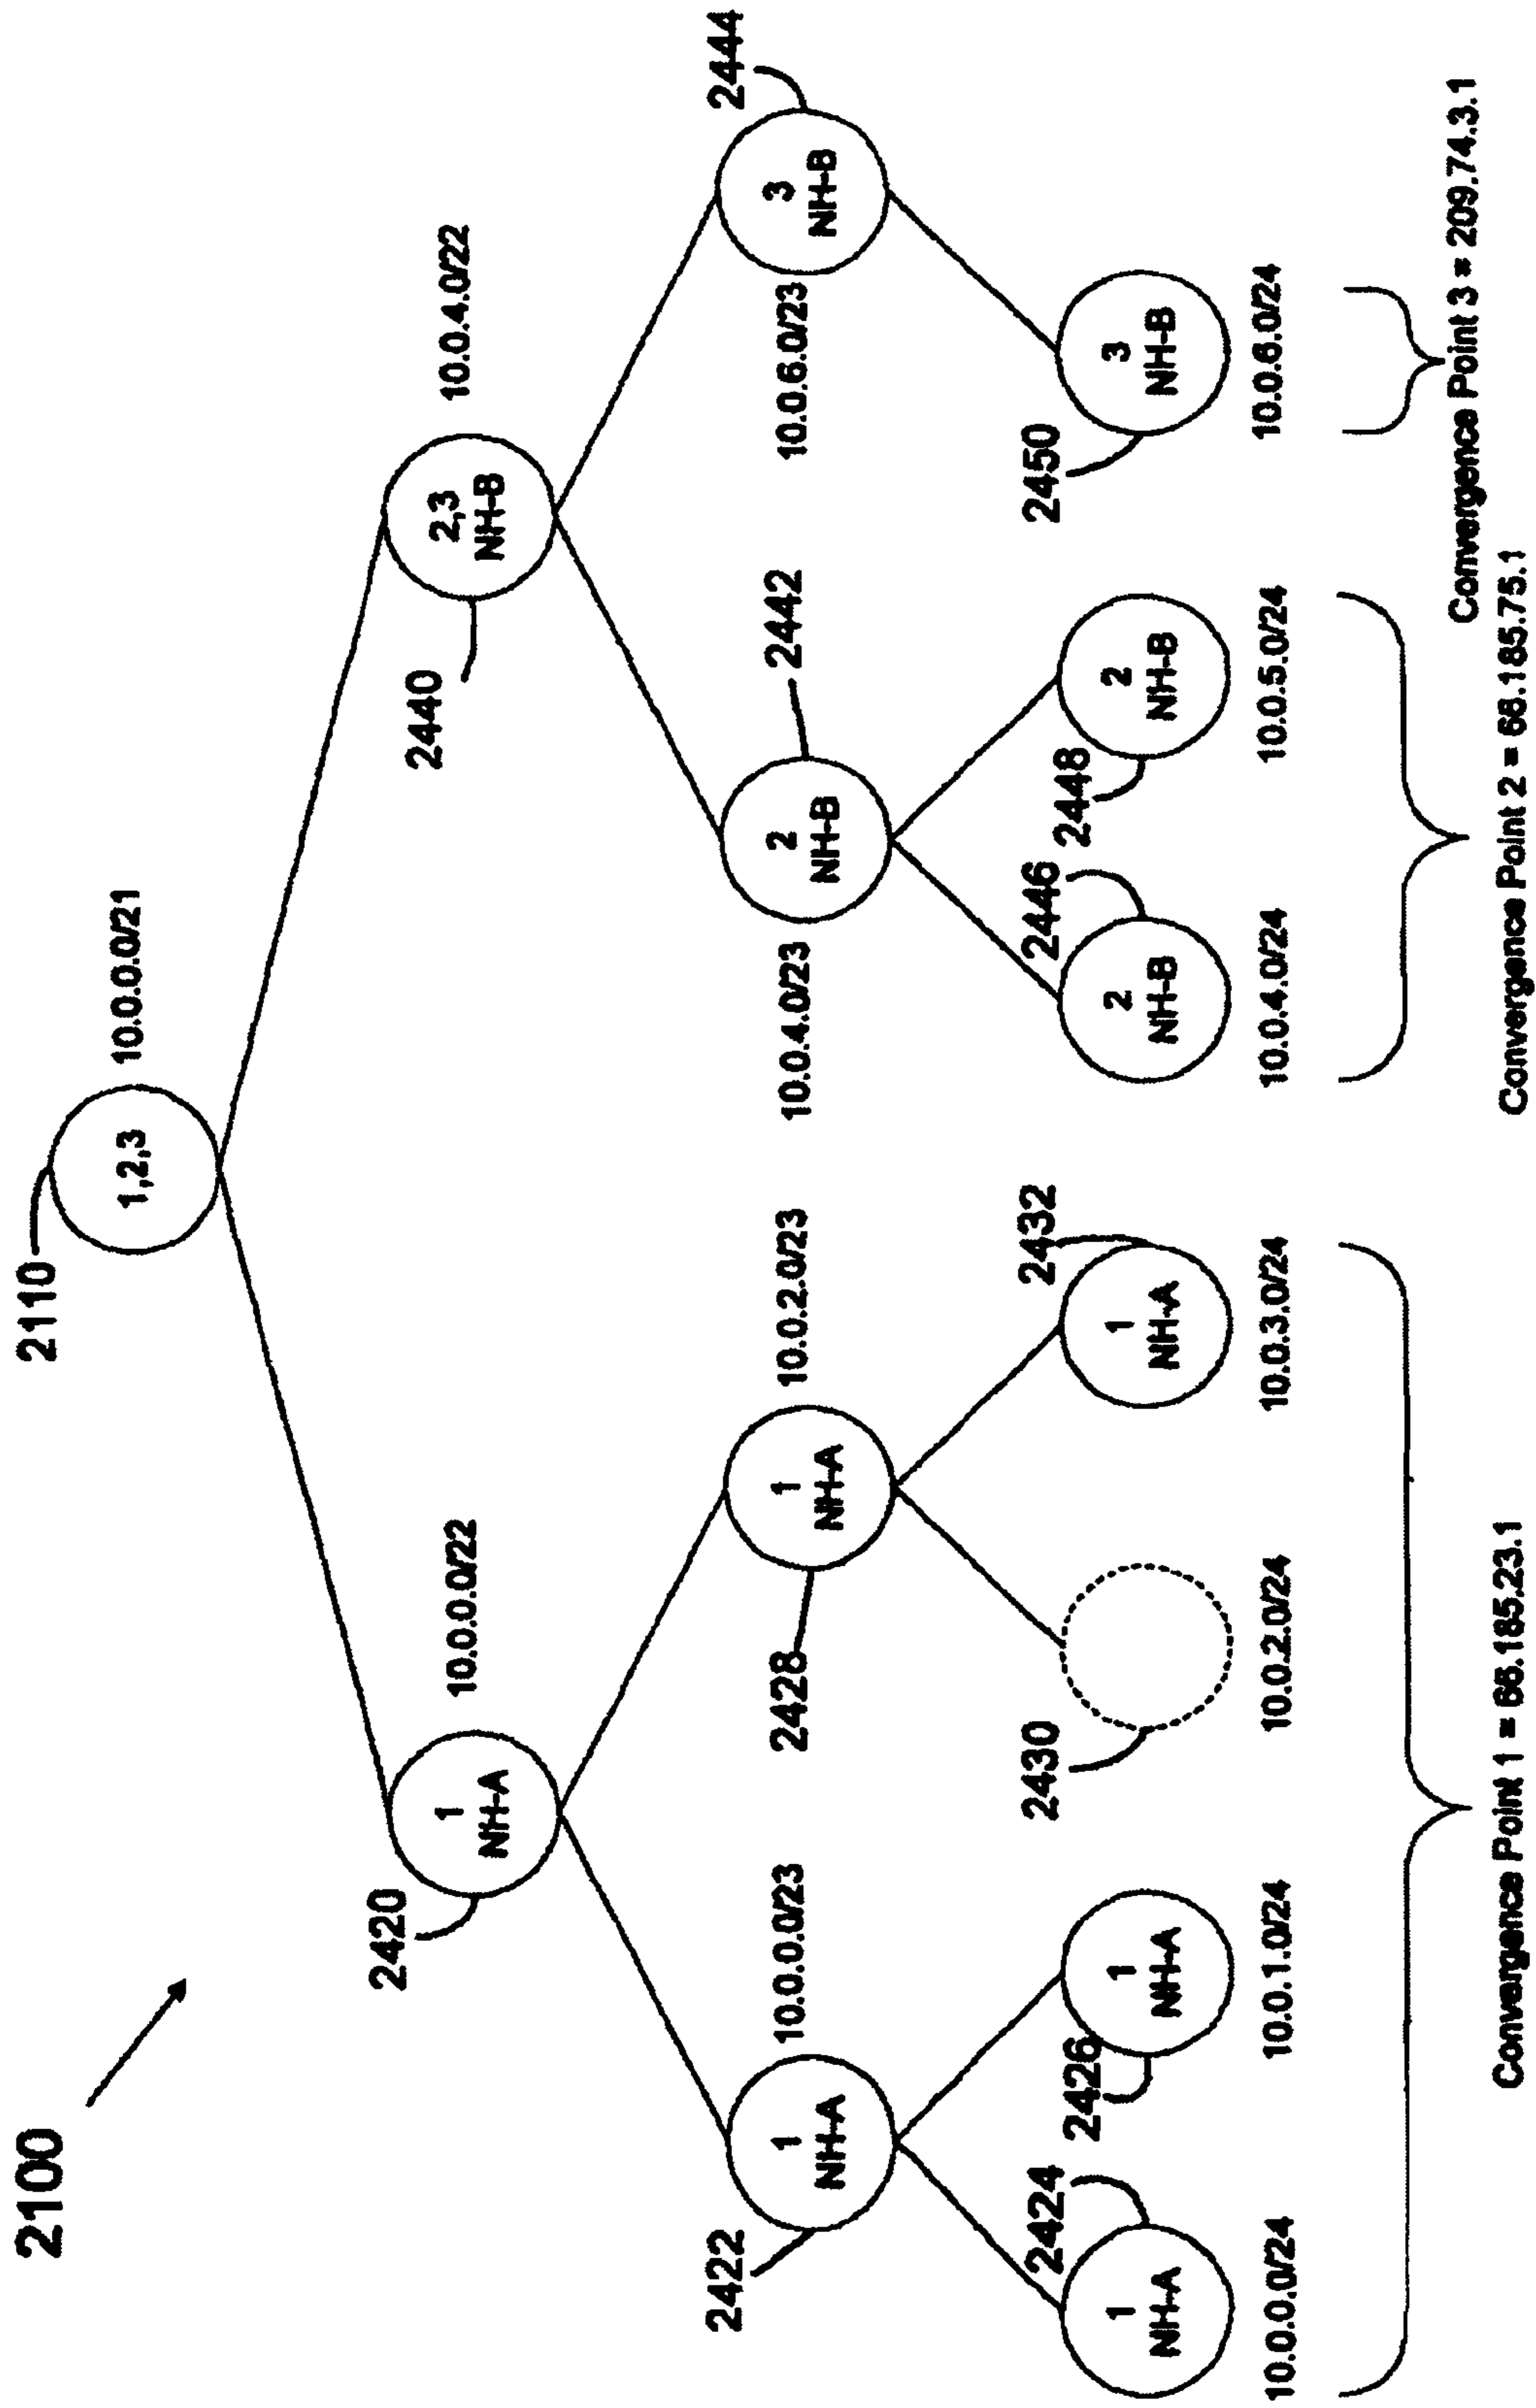 2100
2110
1,2,3
10.0.0.0/21
2420
1
NH-A
10.0.0.0/22
2440
2,3
NH-B
10.0.4.0/22
2422
1
NH-A
10.0.0.0/23
2428
1
NH-A
10.0.2.0/23
10.0.4.0/23
2
NH-B
2442
10.0.6.0/23
3
NH-B
2444
1
NH-A
2424
10.0.0.0/24
2426
1
NH-A
10.0.1.0/24
2430
10.0.2.0/24
1
NH-A
2432
10.0.3.0/24
2
NH-B
2446
10.0.4.0/24
2448
2
NH-B
10.0.5.0/24
2450
3
NH-B
10.0.6.0/24
Convergence Point 1 = 66.185.23.1
Convergence Point 2 = 66.185.75.1
Convergence Point 3 = 209.74.3.1